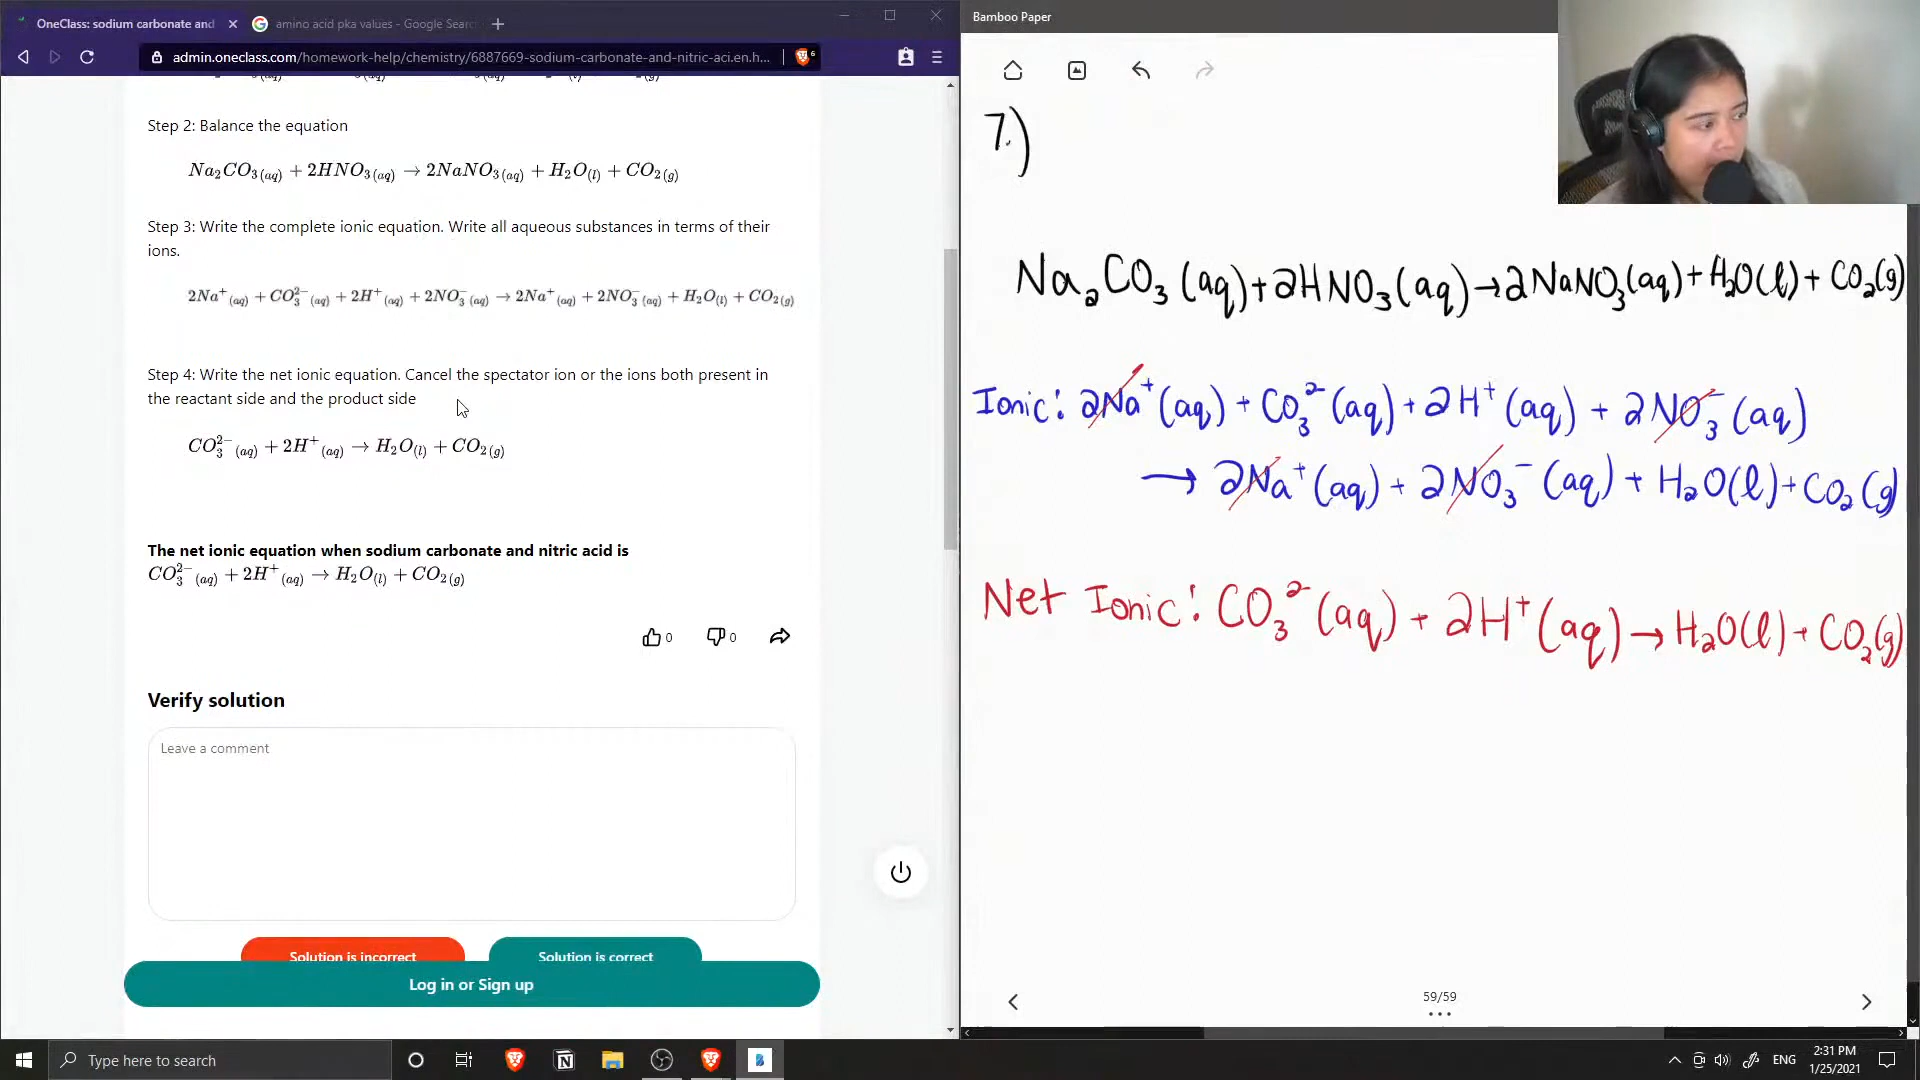 OneClass: sodium carbonate and
amino acid pka values - Google Sear
admin.oneclass.com/homework-help/chemistry/6887669-sodium-carbonate-and-nitric-aci.en.h...
6
Step 2: Balance the equation
Na₂CO₃ (aq) + 2HNO₃ (aq) → 2NaNO₃ (aq) + H₂O (l) + CO₂ (g)
Step 3: Write the complete ionic equation. Write all aqueous substances in terms of their
ions.
2Na⁺ (aq) + CO₃²⁻ (aq) + 2H⁺ (aq) + 2NO₃⁻ (aq) → 2Na⁺ (aq) + 2NO₃⁻ (aq) + H₂O (l) + CO₂ (g)
Step 4: Write the net ionic equation. Cancel the spectator ion or the ions both present in
the reactant side and the product side
CO₃²⁻ (aq) + 2H⁺ (aq) → H₂O (l) + CO₂ (g)
The net ionic equation when sodium carbonate and nitric acid is
CO₃²⁻ (aq) + 2H⁺ (aq) → H₂O (l) + CO₂ (g)
0 0
Verify solution
Leave a comment
Solution is incorrect Solution is correct
Log in or Sign up
Bamboo Paper
7.)
Na₂CO₃ (aq) + 2HNO₃ (aq) → 2NaNO₃ (aq) + H₂O (l) + CO₂ (g)
Ionic: 2Na⁺ (aq) + CO₃²⁻ (aq) + 2H⁺ (aq) + 2NO₃⁻ (aq)
→ 2Na⁺ (aq) + 2NO₃⁻ (aq) + H₂O (l) + CO₂ (g)
Net Ionic: CO₃²⁻ (aq) + 2H⁺ (aq) → H₂O (l) + CO₂ (g)
59/59
Type here to search
ENG
2:31 PM
1/25/2021